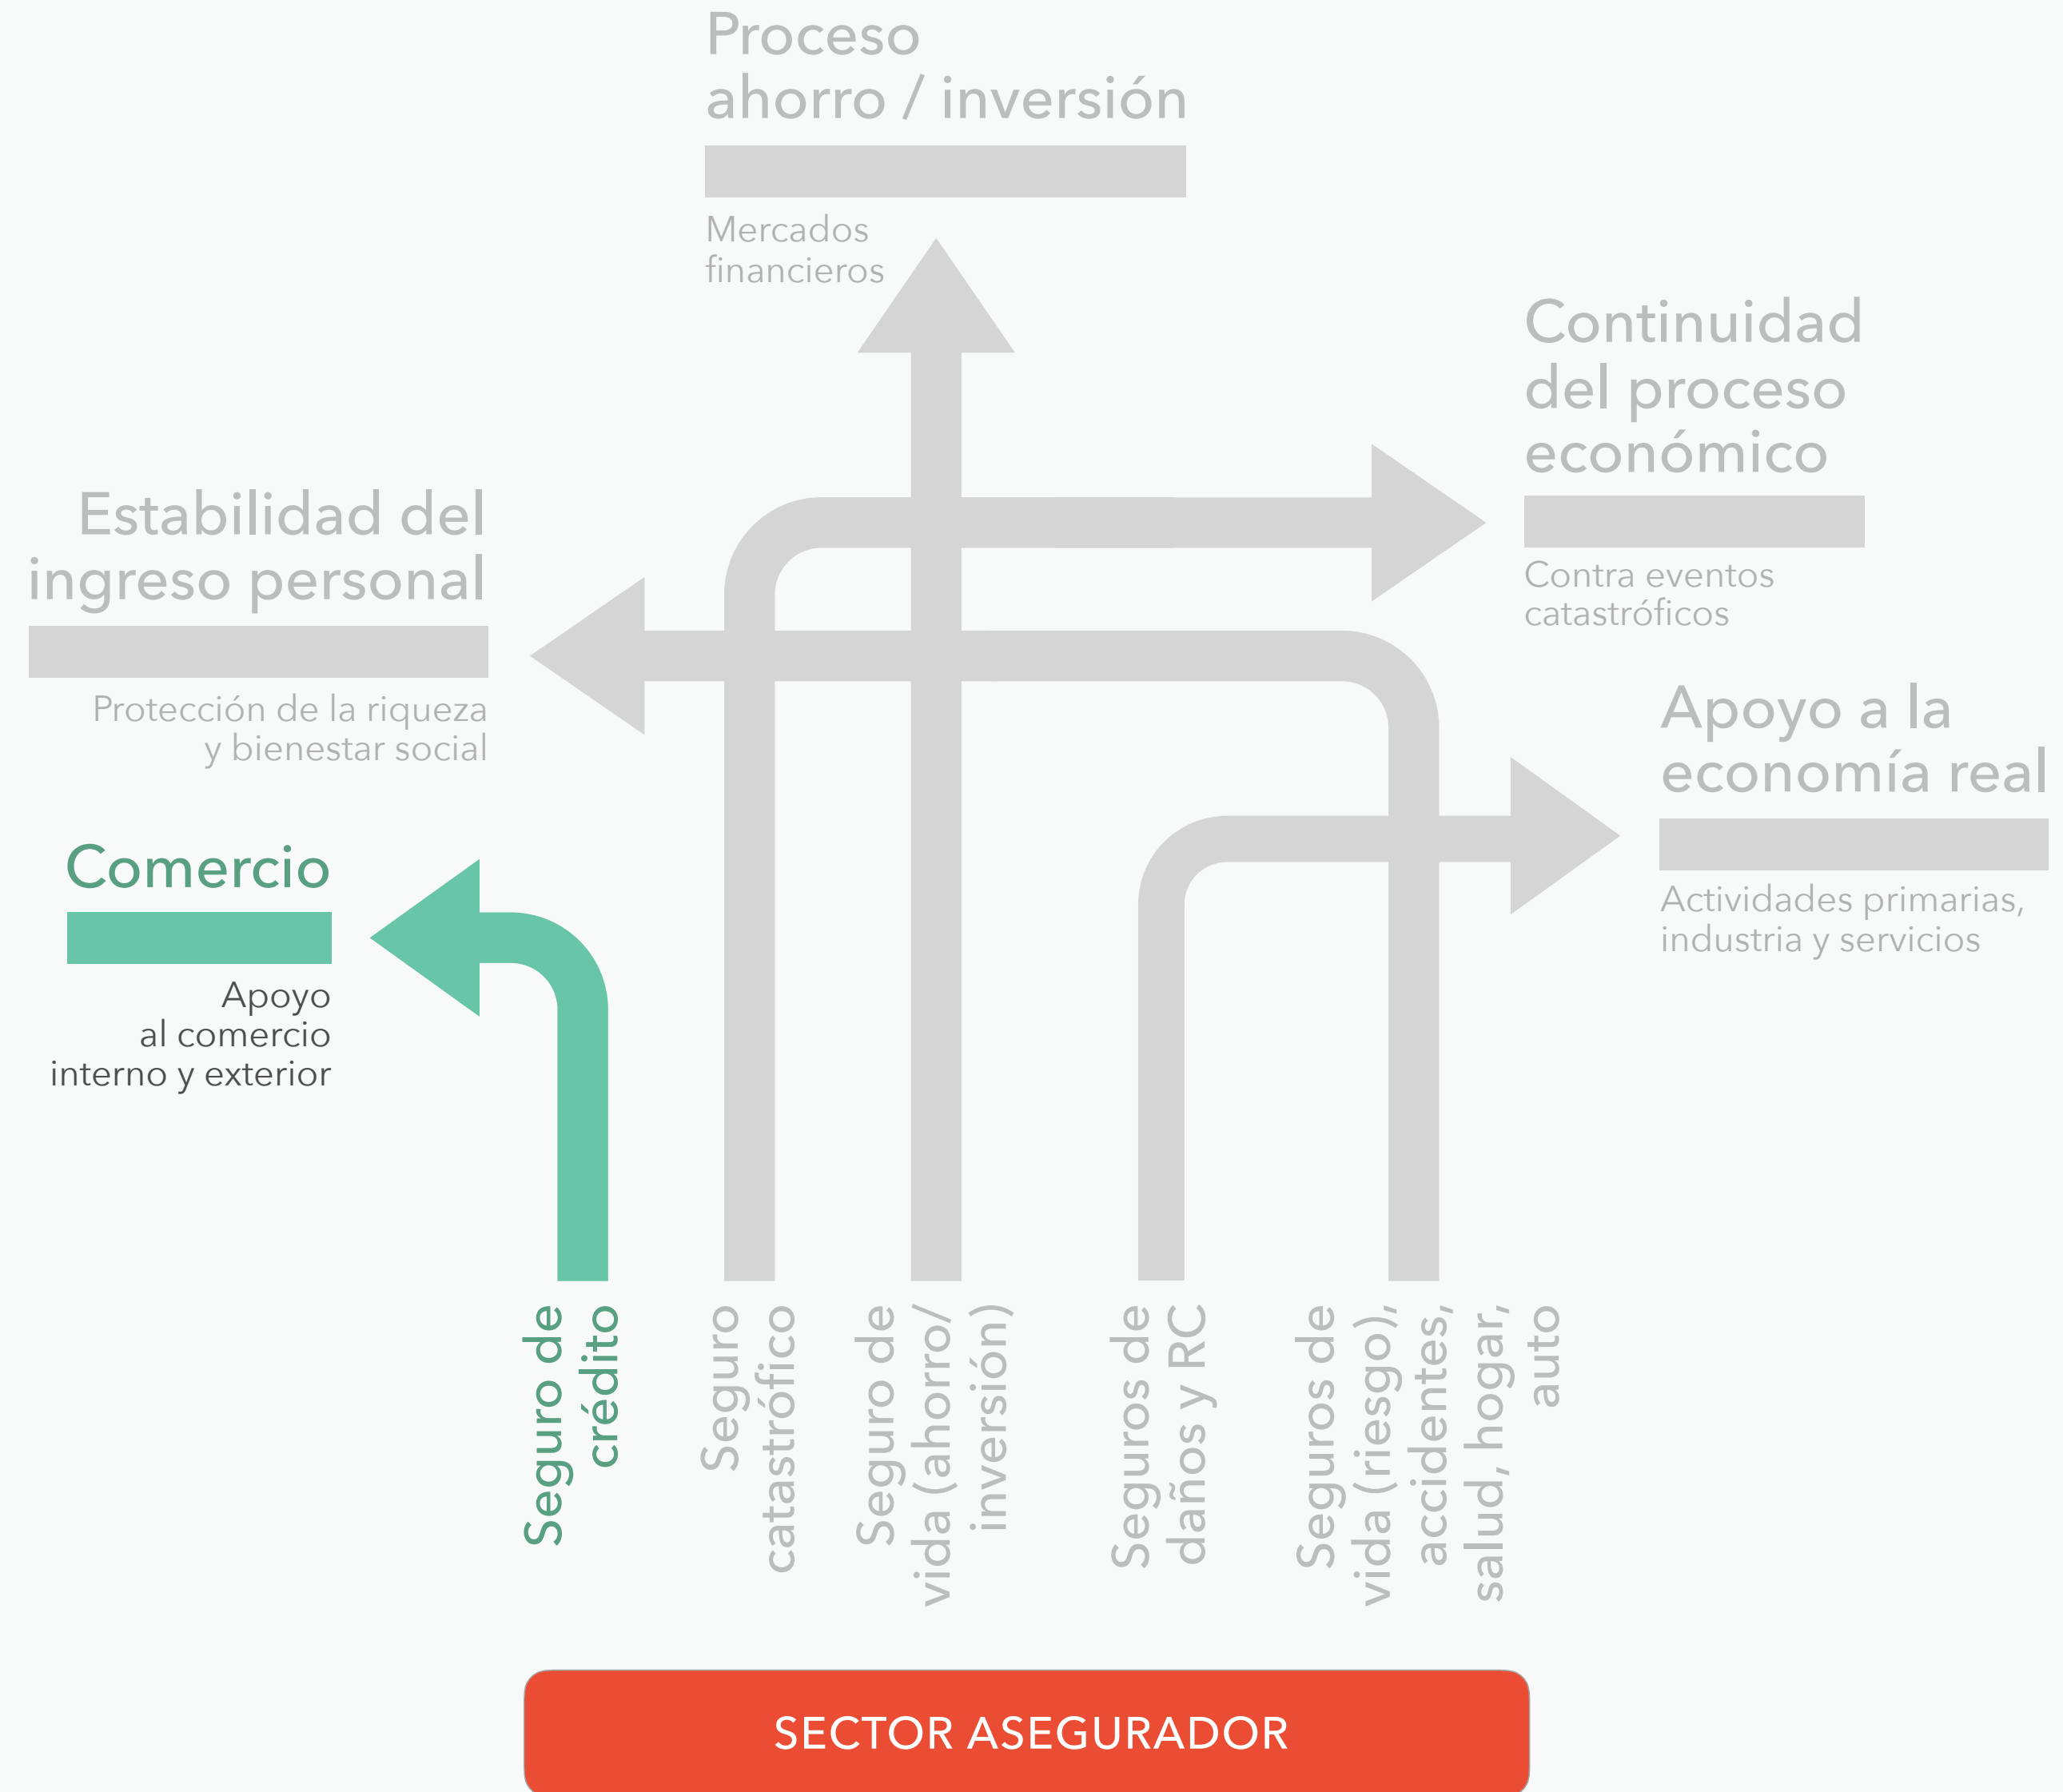 Proceso
ahorro / inversión
Mercados
financieros
Continuidad
del proceso
económico
Contra eventos
catastróficos
Estabilidad del
ingreso personal
Protección de la riqueza
y bienestar social
Apoyo a la
economía real
Actividades primarias,
industria y servicios
Comercio
Apoyo
al comercio
interno y exterior
Seguro de
crédito
Seguro
catastrófico
Seguro de
vida (ahorro/
inversión)
Seguros de
daños y RC
Seguros de
vida (riesgo),
accidentes,
salud, hogar,
auto
SECTOR ASEGURADOR